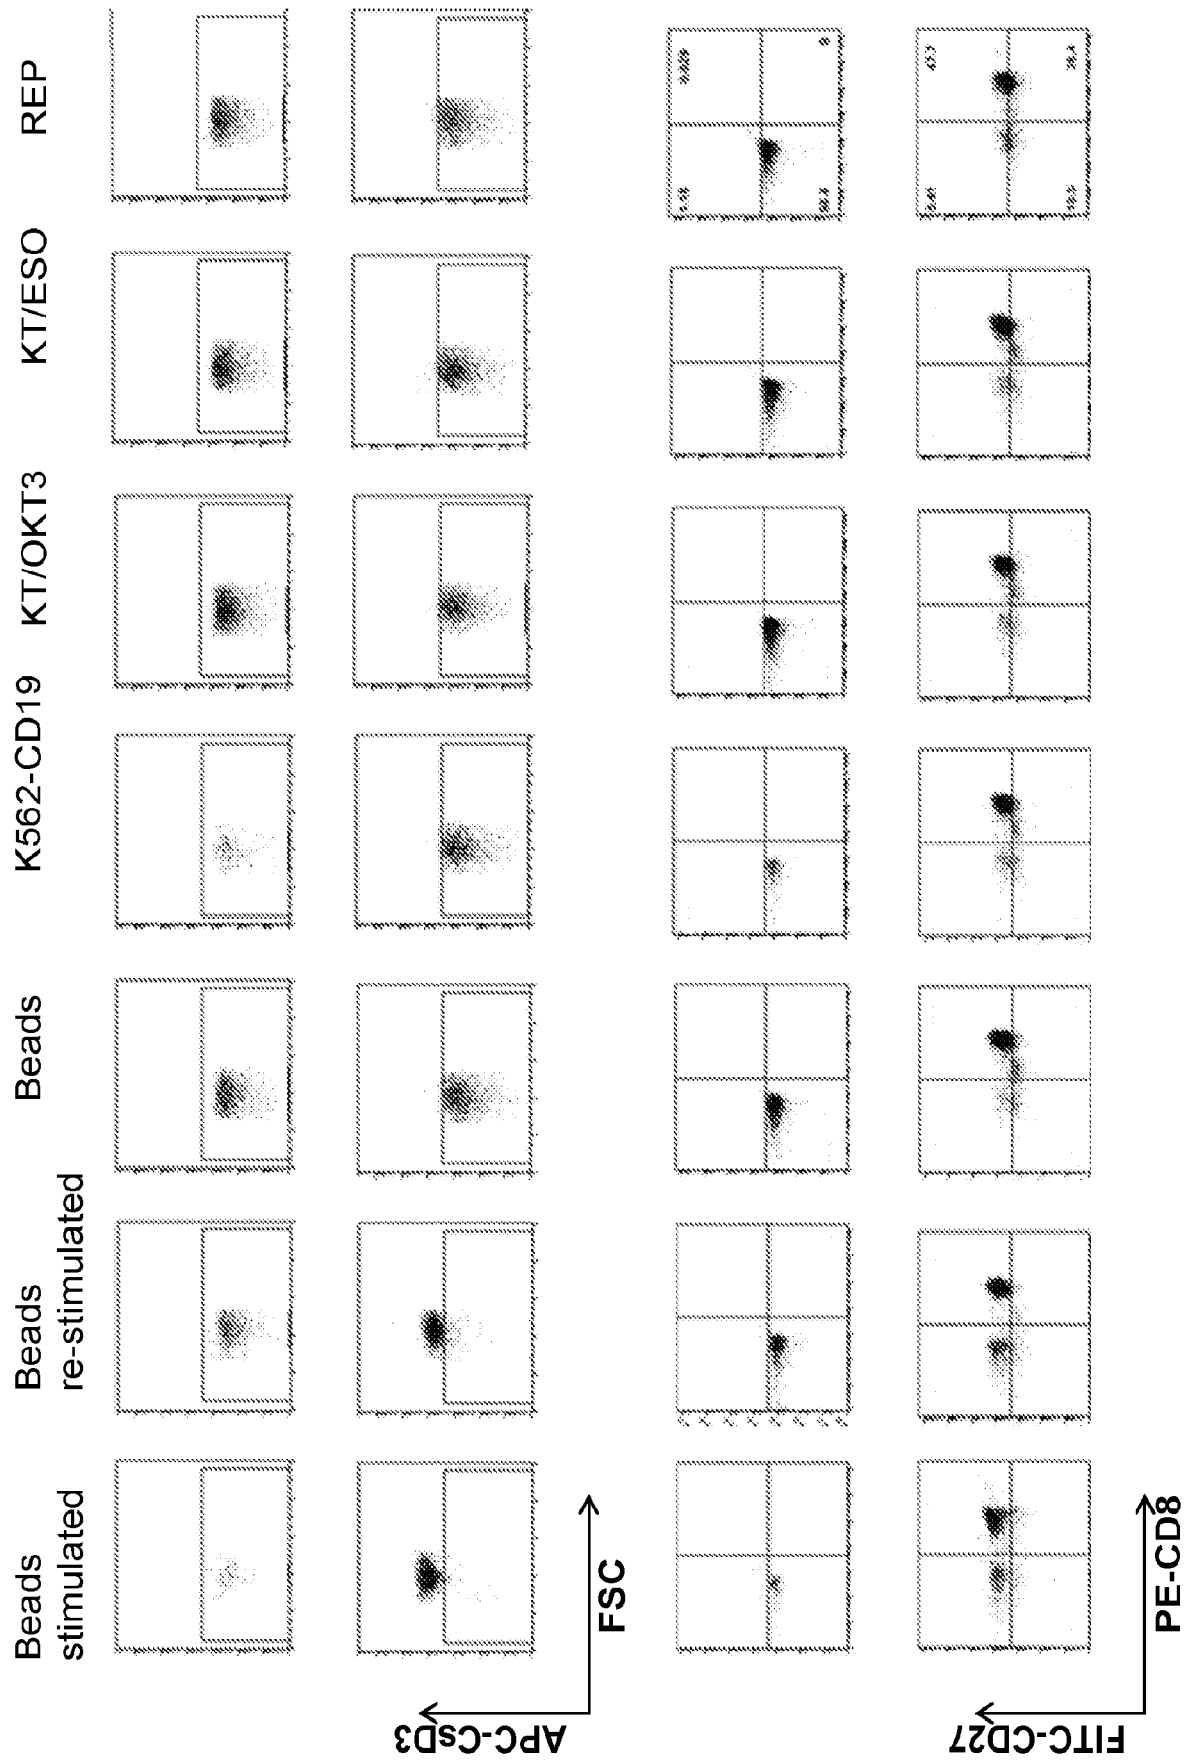 Beads
stimulated
Beads
re-stimulated
Beads
K562-CD19
KT/OKT3
KT/ESO
REP
APC-CsD3
FSC
FITC-CD27
PE-CD8
0